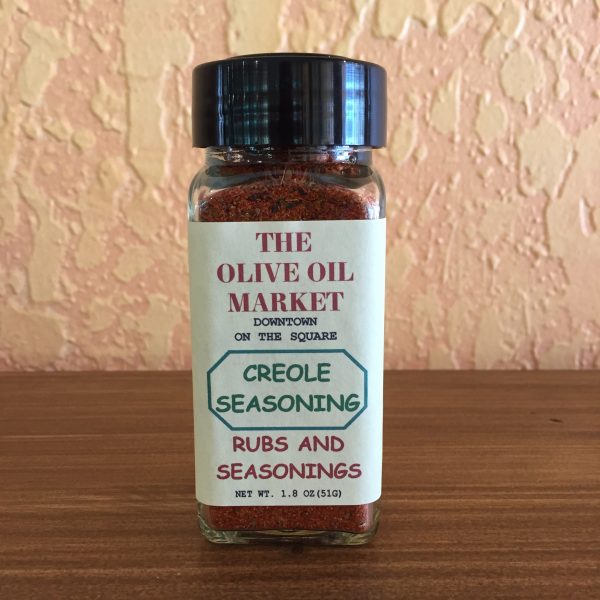 THE
OLIVE OIL
MARKET
DOWNTOWN
ON THE SQUARE
CREOLE
SEASONING
RUBS AND
SEASONINGS
NET WT. 1.8 OZ(51G)